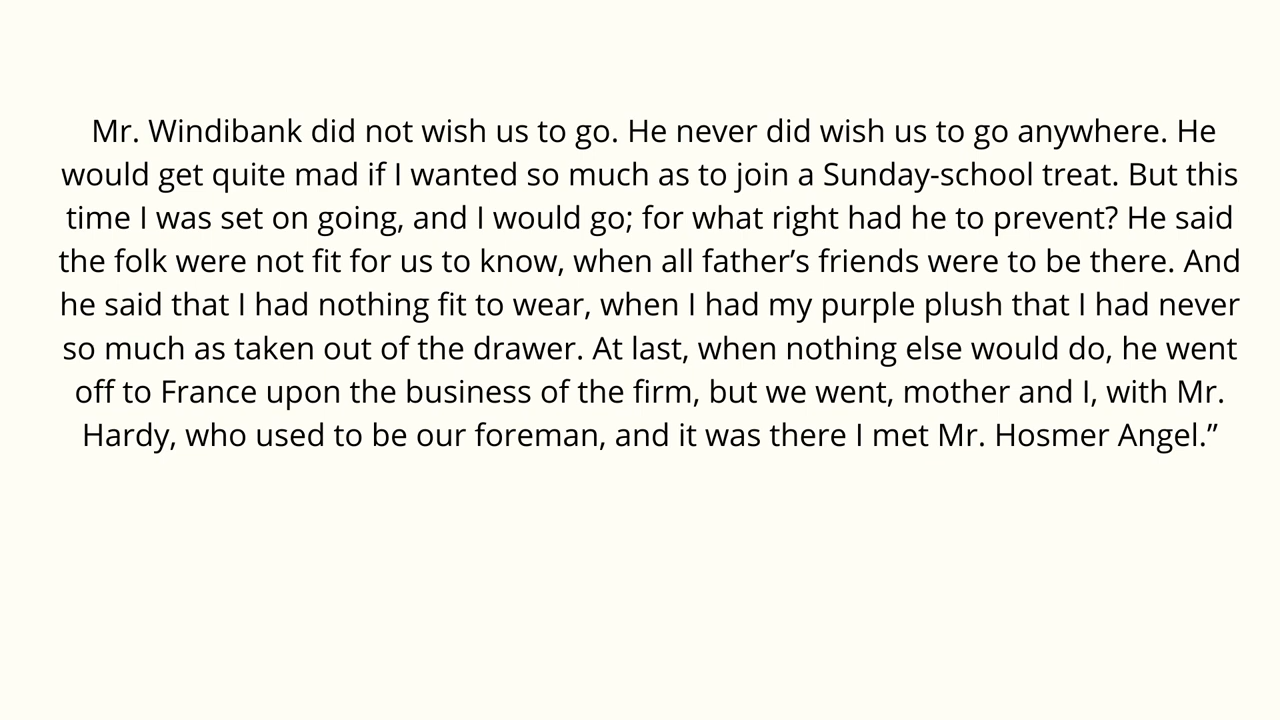 Mr. Windibank did not wish us to go. He never did wish us to go anywhere. He
would get quite mad if I wanted so much as to join a Sunday-school treat. But this
time I was set on going, and I would go; for what right had he to prevent? He said
the folk were not fit for us to know, when all father’s friends were to be there. And
he said that I had nothing fit to wear, when I had my purple plush that I had never
so much as taken out of the drawer. At last, when nothing else would do, he went
off to France upon the business of the firm, but we went, mother and I, with Mr.
Hardy, who used to be our foreman, and it was there I met Mr. Hosmer Angel.”